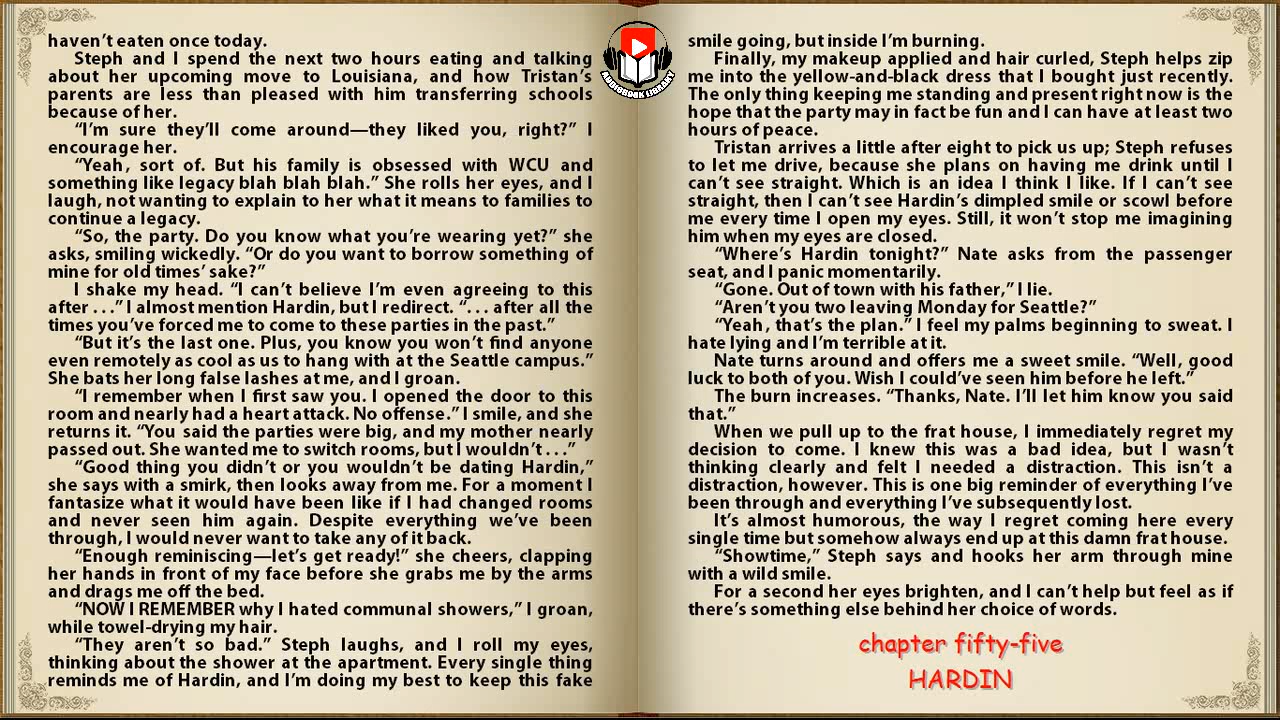 haven't eaten once today.
Steph and I spend the next two hours eating and talking
about her upcoming move to Louisiana, and how Tristan's
parents are less than pleased with him transferring schools
because of her.
“I'm sure they'll come around—they liked you, right?” I
encourage her.
“Yeah, sort of. But his family is obsessed with WCU and
something like legacy blah blah blah.” She rolls her eyes, and I
laugh, not wanting to explain to her what it means to families to
continue a legacy.
“So, the party. Do you know what you're wearing yet?” she
asks, smiling wickedly. “Or do you want to borrow something of
mine for old times' sake?”
I shake my head. “I can't believe I'm even agreeing to this
after . . .” I almost mention Hardin, but I redirect. “. . . after all the
times you've forced me to come to these parties in the past.”
“But it's the last one. Plus, you know you won't find anyone
even remotely as cool as us to hang with at the Seattle campus.”
She bats her long false lashes at me, and I groan.
“I remember when I first saw you. I opened the door to this
room and nearly had a heart attack. No offense.” I smile, and she
returns it. “You said the parties were big, and my mother nearly
passed out. She wanted me to switch rooms, but I wouldn't . . .”
“Good thing you didn't or you wouldn't be dating Hardin,”
she says with a smirk, then looks away from me. For a moment I
fantasize what it would have been like if I had changed rooms
and never seen him again. Despite everything we've been
through, I would never want to take any of it back.
“Enough reminiscing—let's get ready!” she cheers, clapping
her hands in front of my face before she grabs me by the arms
and drags me off the bed.
“NOW I REMEMBER why I hated communal showers,” I groan,
while towel-drying my hair.
“They aren't so bad.” Steph laughs, and I roll my eyes,
thinking about the shower at the apartment. Every single thing
reminds me of Hardin, and I'm doing my best to keep this fake
AUDIOBOOK LIBRARY
smile going, but inside I'm burning.
Finally, my makeup applied and hair curled, Steph helps zip
me into the yellow-and-black dress that I bought just recently.
The only thing keeping me standing and present right now is the
hope that the party may in fact be fun and I can have at least two
hours of peace.
Tristan arrives a little after eight to pick us up; Steph refuses
to let me drive, because she plans on having me drink until I
can't see straight. Which is an idea I think I like. If I can't see
straight, then I can't see Hardin's dimpled smile or scowl before
me every time I open my eyes. Still, it won't stop me imagining
him when my eyes are closed.
“Where's Hardin tonight?” Nate asks from the passenger
seat, and I panic momentarily.
“Gone. Out of town with his father,” I lie.
“Aren't you two leaving Monday for Seattle?”
“Yeah, that's the plan.” I feel my palms beginning to sweat. I
hate lying and I'm terrible at it.
Nate turns around and offers me a sweet smile. “Well, good
luck to both of you. Wish I could've seen him before he left.”
The burn increases. “Thanks, Nate. I'll let him know you said
that.”
When we pull up to the frat house, I immediately regret my
decision to come. I knew this was a bad idea, but I wasn't
thinking clearly and felt I needed a distraction. This isn't a
distraction, however. This is one big reminder of everything I've
been through and everything I've subsequently lost.
It's almost humorous, the way I regret coming here every
single time but somehow always end up at this damn frat house.
“Showtime,” Steph says and hooks her arm through mine
with a wild smile.
For a second her eyes brighten, and I can't help but feel as if
there's something else behind her choice of words.
chapter fifty-five
HARDIN